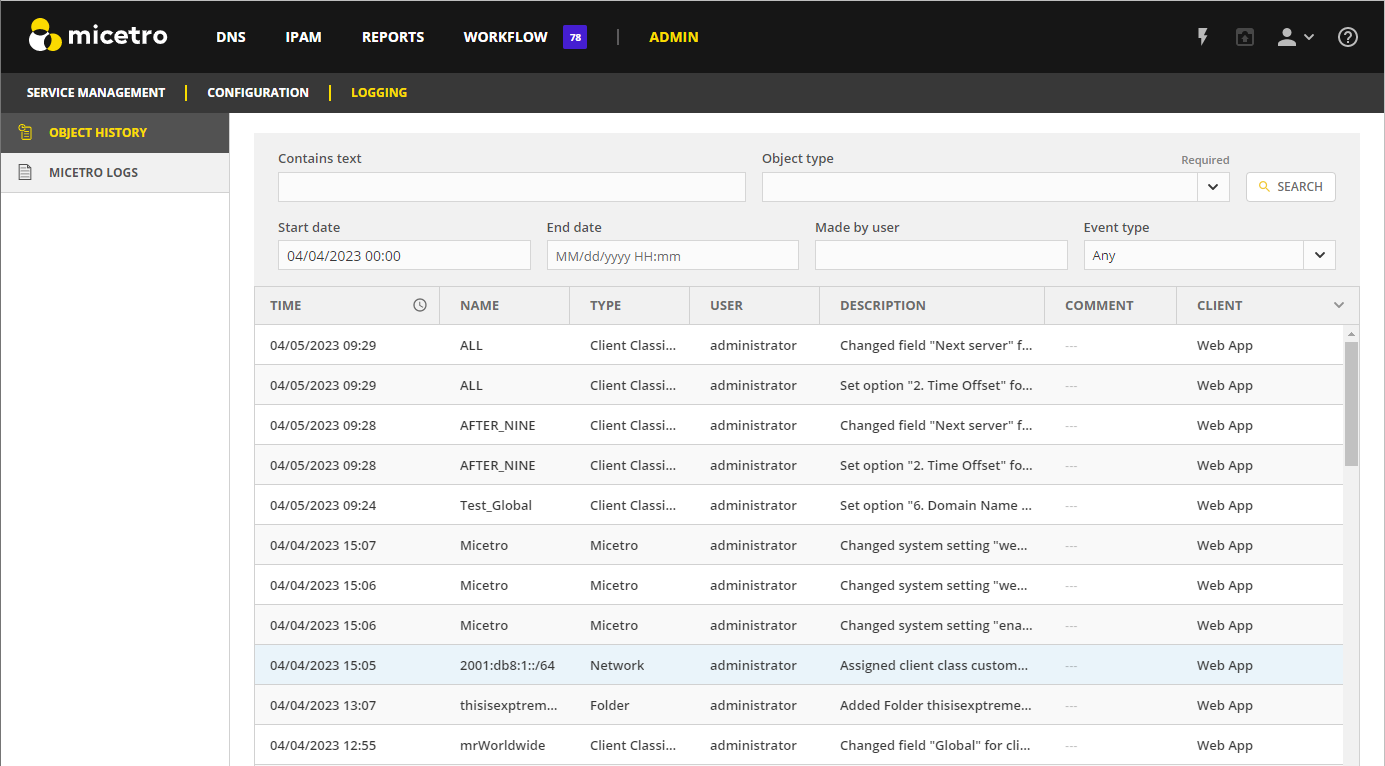 micetro DNS IPAM REPORTS WORKFLOW 78 | ADMIN
SERVICE MANAGEMENT | CONFIGURATION | LOGGING
OBJECT HISTORY
MICETRO LOGS
Contains text Object type Required
SEARCH
Start date End date Made by user Event type
04/04/2023 00:00 MM/dd/yyyy HH:mm Any
TIME NAME TYPE USER DESCRIPTION COMMENT CLIENT
04/05/2023 09:29 ALL Client Classi... administrator Changed field "Next server" f... --- Web App
04/05/2023 09:29 ALL Client Classi... administrator Set option "2. Time Offset" fo... --- Web App
04/05/2023 09:28 AFTER_NINE Client Classi... administrator Changed field "Next server" f... --- Web App
04/05/2023 09:28 AFTER_NINE Client Classi... administrator Set option "2. Time Offset" fo... --- Web App
04/05/2023 09:24 Test_Global Client Classi... administrator Set option "6. Domain Name ... --- Web App
04/04/2023 15:07 Micetro Micetro administrator Changed system setting "we... --- Web App
04/04/2023 15:06 Micetro Micetro administrator Changed system setting "we... --- Web App
04/04/2023 15:06 Micetro Micetro administrator Changed system setting "ena... --- Web App
04/04/2023 15:05 2001:db8:1::/64 Network administrator Assigned client class custom... --- Web App
04/04/2023 13:07 thisisexptrem... Folder administrator Added Folder thisisexptreme... --- Web App
04/04/2023 12:55 mrWorldwide Client Classi... administrator Changed field "Global" for cli... --- Web App